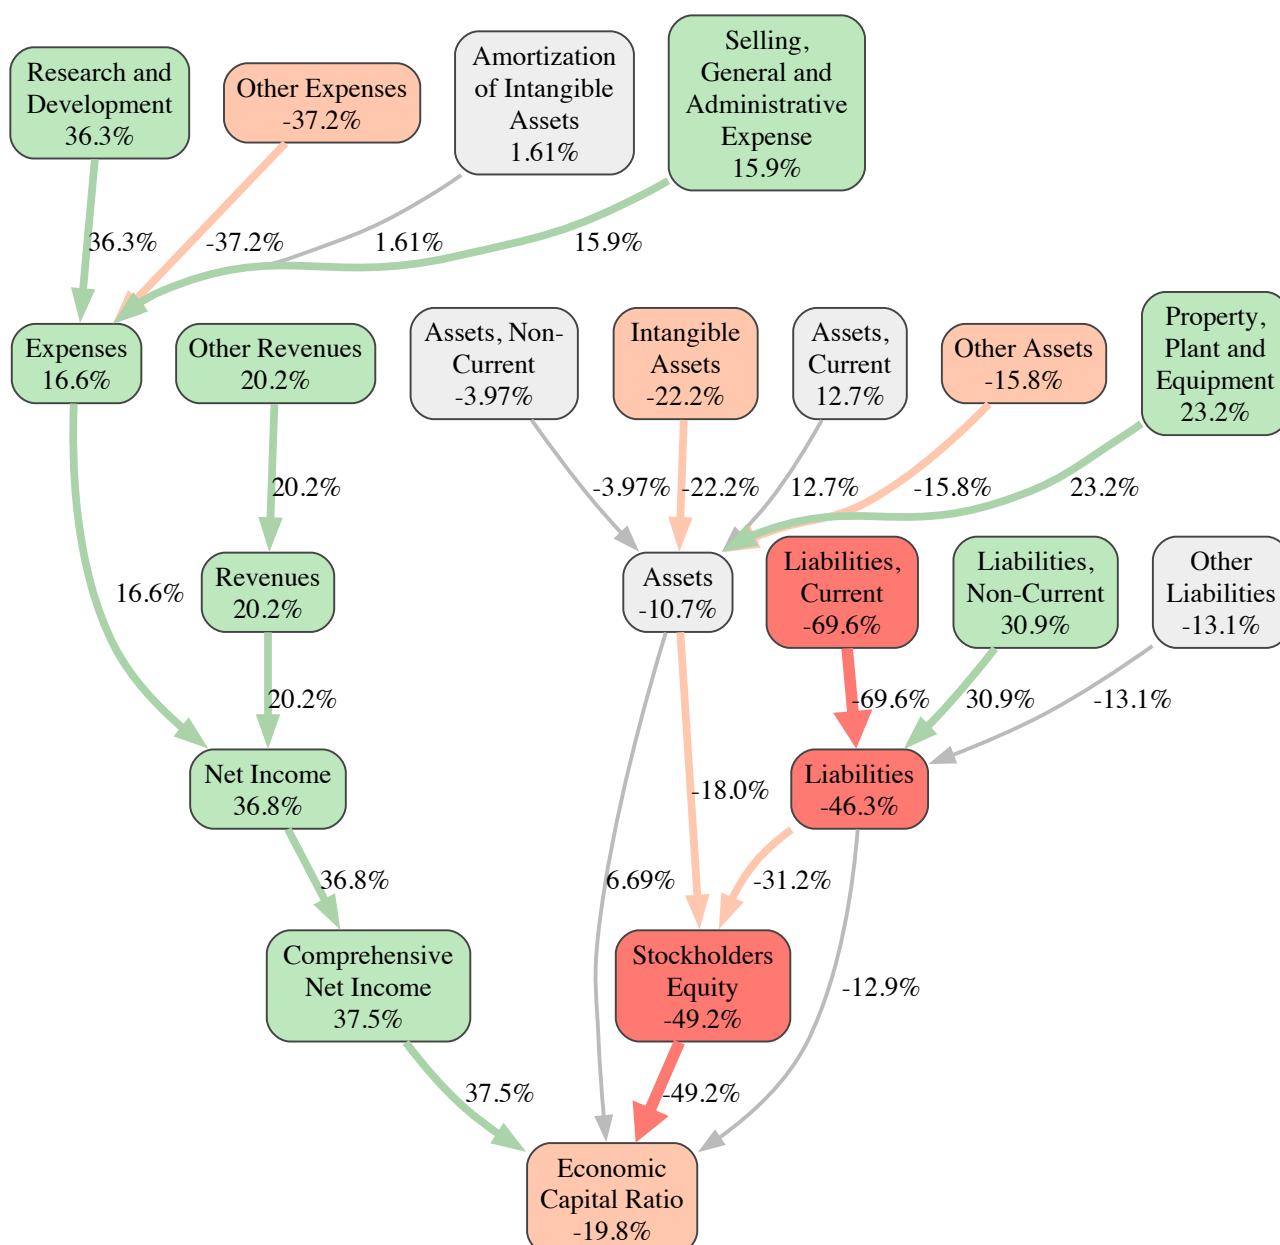 Research and
Development
36.3%
Other Expenses
-37.2%
Amortization
of Intangible
Assets
1.61%
Selling,
General and
Administrative
Expense
15.9%
36.3%
-37.2%
1.61%
15.9%
Expenses
16.6%
Other Revenues
20.2%
Assets, Non-
Current
-3.97%
Intangible
Assets
-22.2%
Assets,
Current
12.7%
Other Assets
-15.8%
Property,
Plant and
Equipment
23.2%
20.2%
-3.97%
-22.2%
12.7%
-15.8%
23.2%
16.6%
Revenues
20.2%
Assets
-10.7%
Liabilities,
Current
-69.6%
Liabilities,
Non-Current
30.9%
Other
Liabilities
-13.1%
20.2%
-69.6%
30.9%
-13.1%
Net Income
36.8%
-18.0%
Liabilities
-46.3%
36.8%
6.69%
-31.2%
Comprehensive
Net Income
37.5%
Stockholders
Equity
-49.2%
-12.9%
37.5%
-49.2%
Economic
Capital Ratio
-19.8%